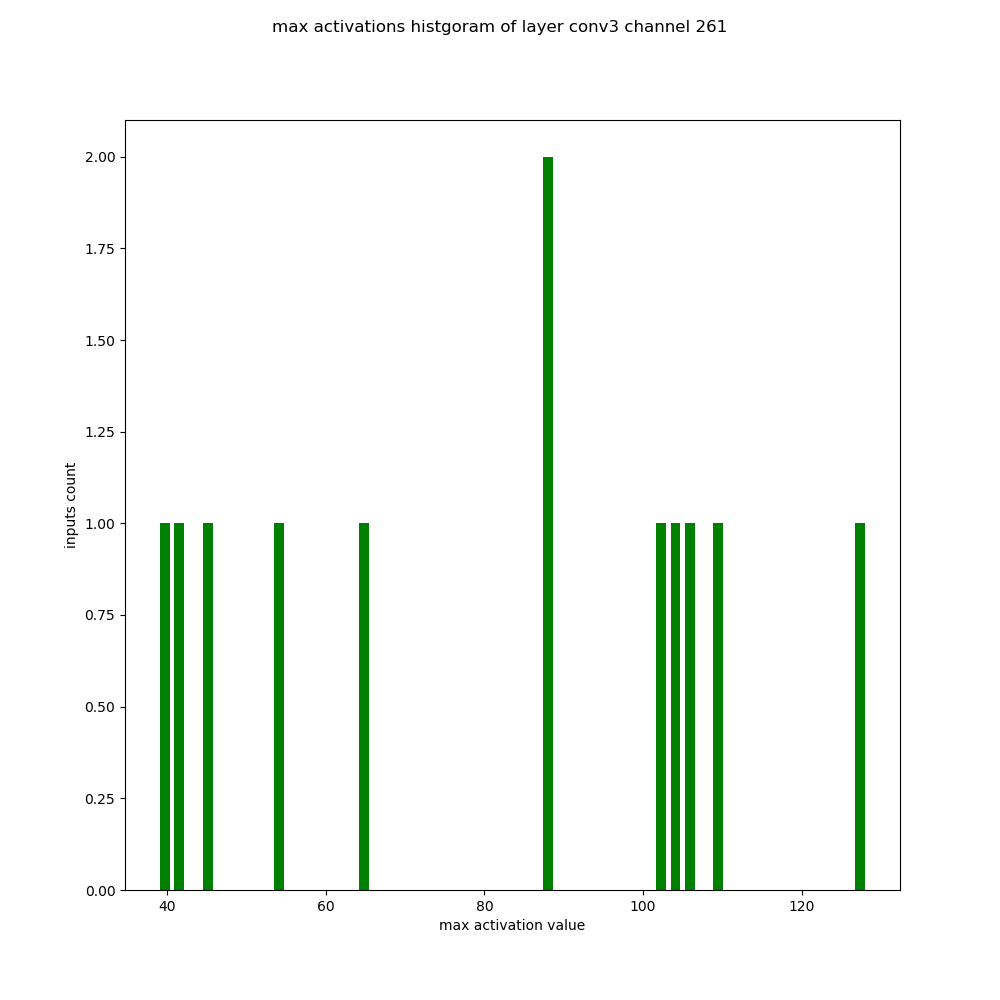 max activations histgoram of layer conv3 channel 261
2.00
1.75
1.50
1.25
1.00
0.75
0.50
0.25
0.00
inputs count
40 60 80 100 120
max activation value